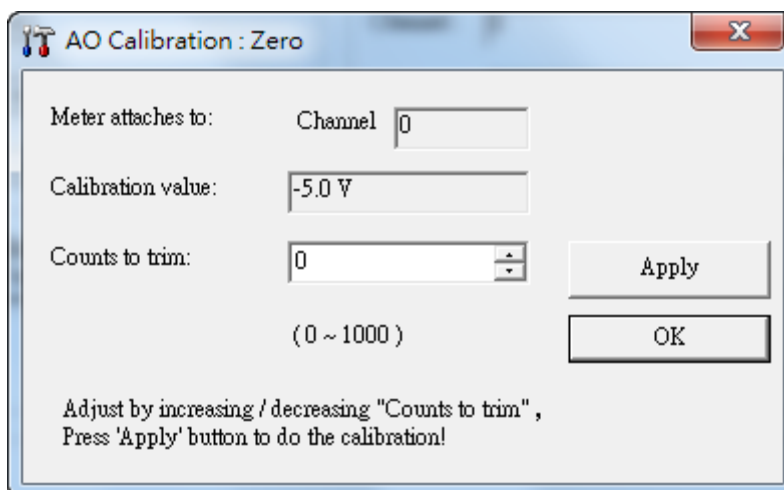 AO Calibration : Zero
Meter attaches to: Channel 0
Calibration value: -5.0 V
Counts to trim: 0
Apply
( 0 ~ 1000 )
OK
Adjust by increasing / decreasing "Counts to trim" ,
Press 'Apply' button to do the calibration!